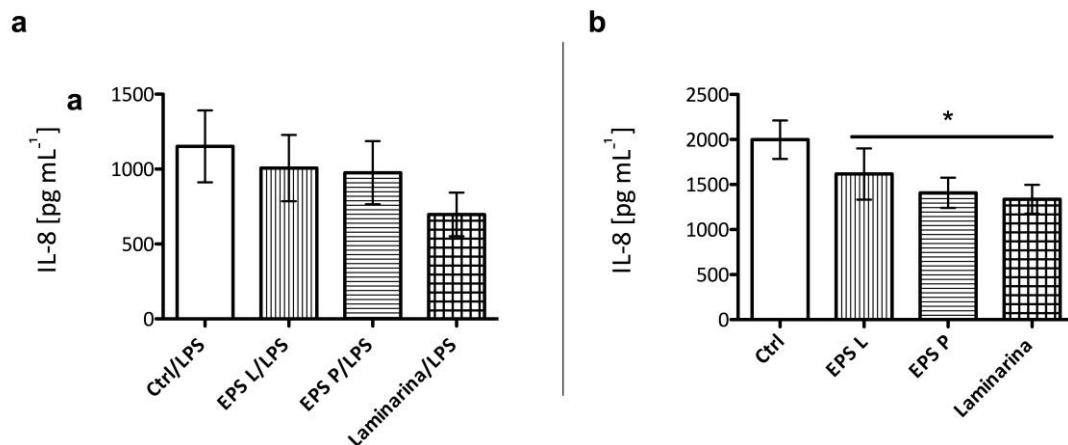 a
b
a
IL-8 [pg mL⁻¹]
1500
1000
500
0
Ctrl/LPS
EPS L/LPS
EPS P/LPS
Laminarina/LPS
IL-8 [pg mL⁻¹]
2500
2000
1500
1000
500
0
*
Ctrl
EPS L
EPS P
Laminarina